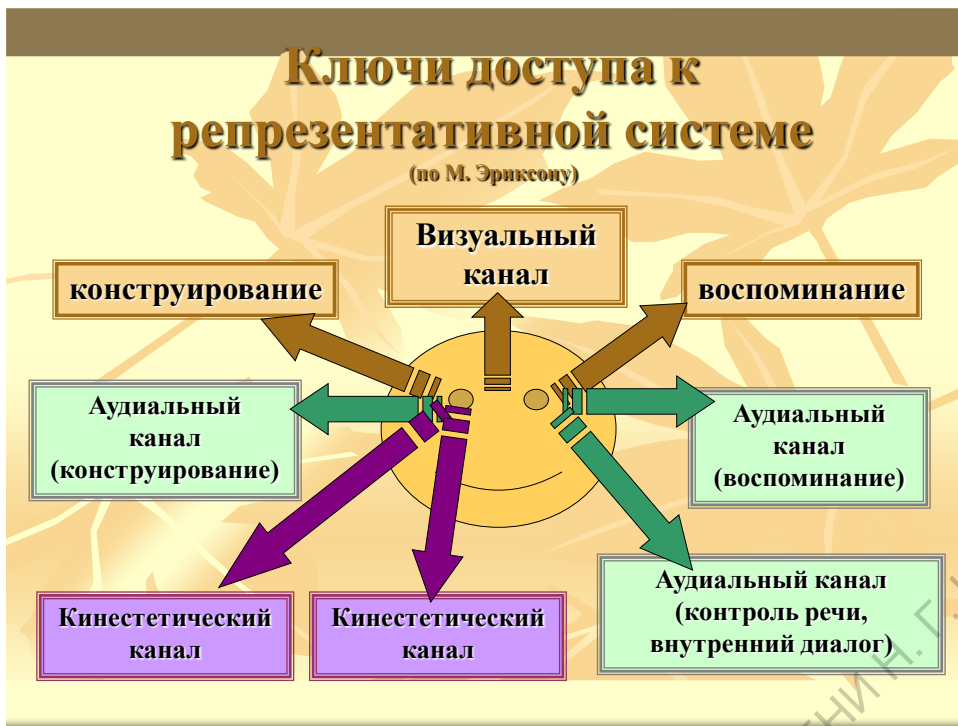 Ключи доступа к
репрезентативной системе
(по М. Эриксону)
Визуальный
канал
конструирование
воспоминание
Аудиальный
канал
(конструирование)
Аудиальный
канал
(воспоминание)
Кинестетический
канал
Кинестетический
канал
Аудиальный канал
(контроль речи,
внутренний диалог)
Н. Г.